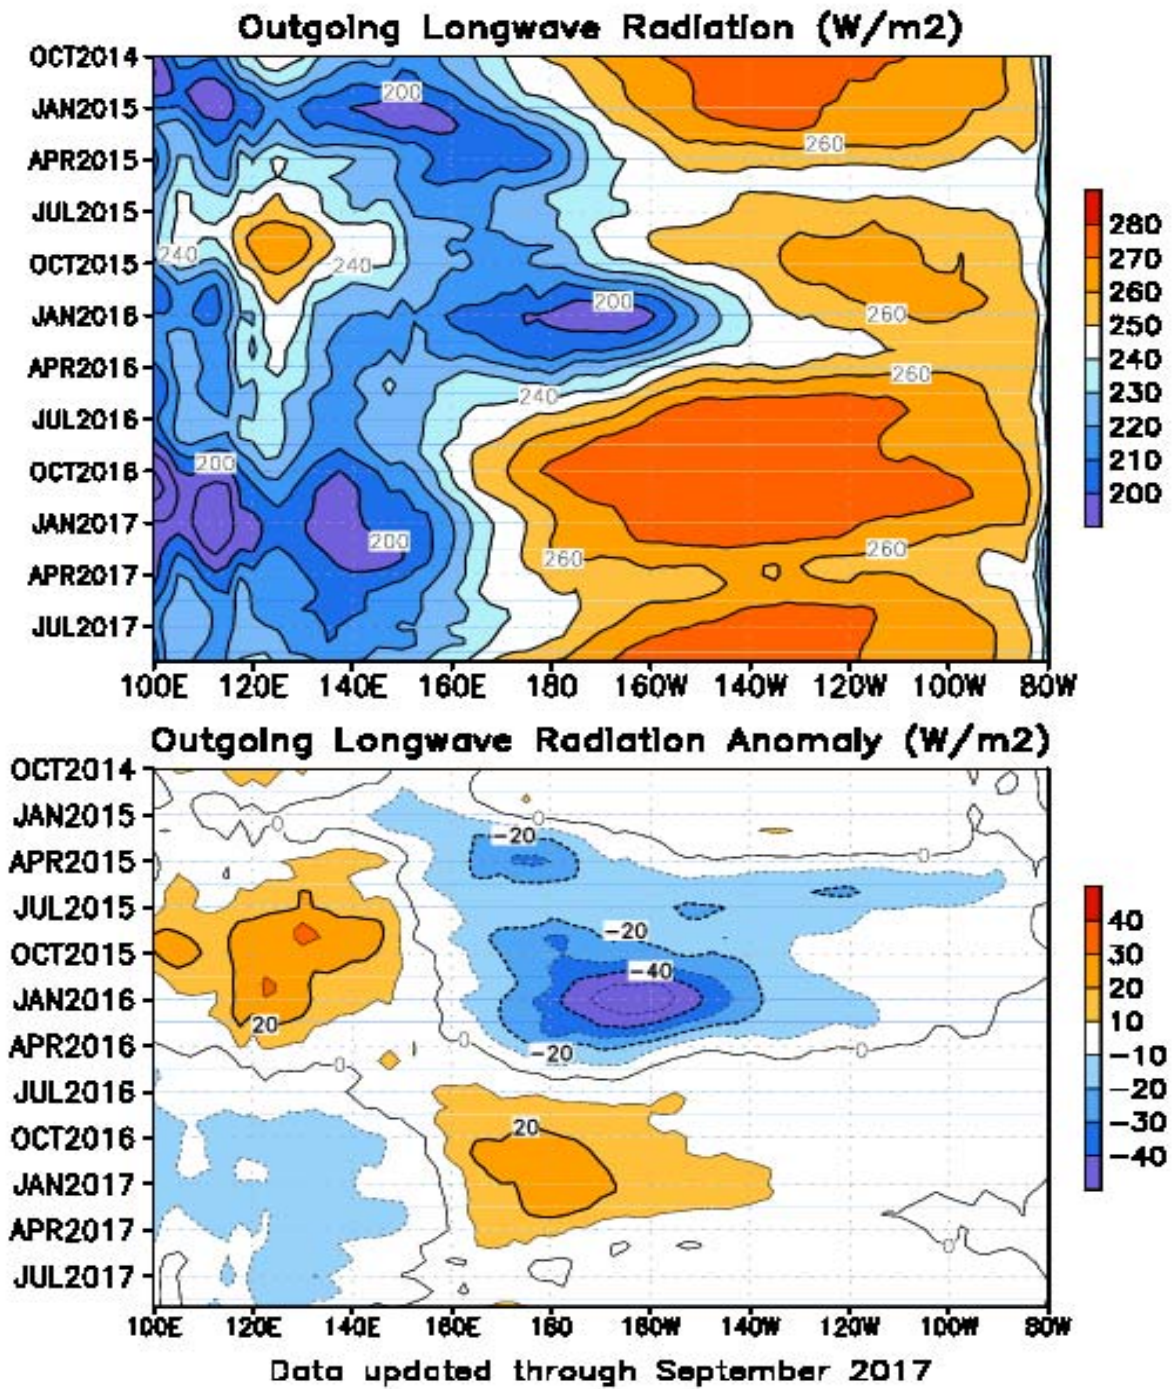 Outgoing Longwave Radiation (W/m2)
OCT2014
200
JAN2015
260
APR2015
JUL2015
240
240
OCT2015
200
JAN2016
260
APR2016
260
240
JUL2016
200
OCT2016
JAN2017
200
260
260
APR2017
JUL2017
100E 120E 140E 160E 180 160W 140W 120W 100W 80W
280
270
260
250
240
230
220
210
200
Outgoing Longwave Radiation Anomaly (W/m2)
OCT2014
JAN2015
0
0
-20
APR2015
0
JUL2015
-20
OCT2015
-40
JAN2016
20
0
APR2016
-20
0
0
JUL2016
20
OCT2016
JAN2017
APR2017
0
JUL2017
100E 120E 140E 160E 180 160W 140W 120W 100W 80W
40
30
20
10
-10
-20
-30
-40
Data updated through September 2017